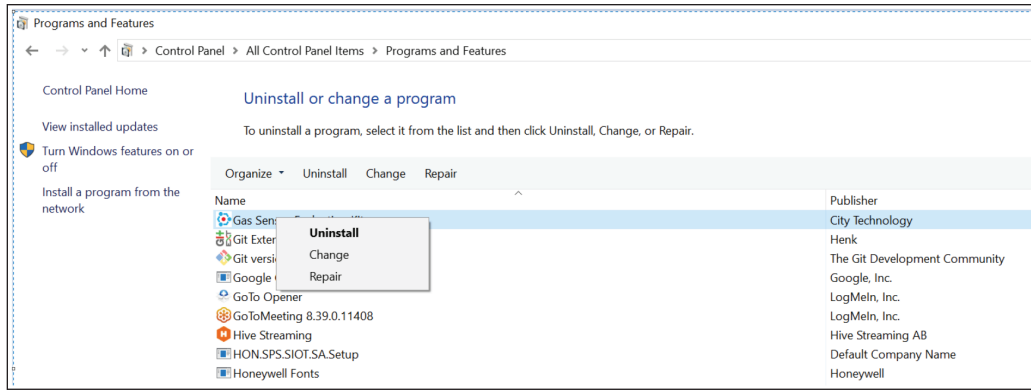 Programs and Features
Control Panel > All Control Panel Items > Programs and Features
Control Panel Home
View installed updates
Turn Windows features on or
off
Install a program from the
network
Uninstall or change a program
To uninstall a program, select it from the list and then click Uninstall, Change, or Repair.
Organize Uninstall Change Repair
Name Publisher
Gas City Technology
Git Henk
Git The Git Development Community
Google Google, Inc.
GoTo Opener LogMeIn, Inc.
GoToMeeting 8.39.0.11408 LogMeIn, Inc.
Hive Streaming Hive Streaming AB
HON.SPS.SIOT.SA.Setup Default Company Name
Honeywell Fonts Honeywell
Uninstall
Change
Repair